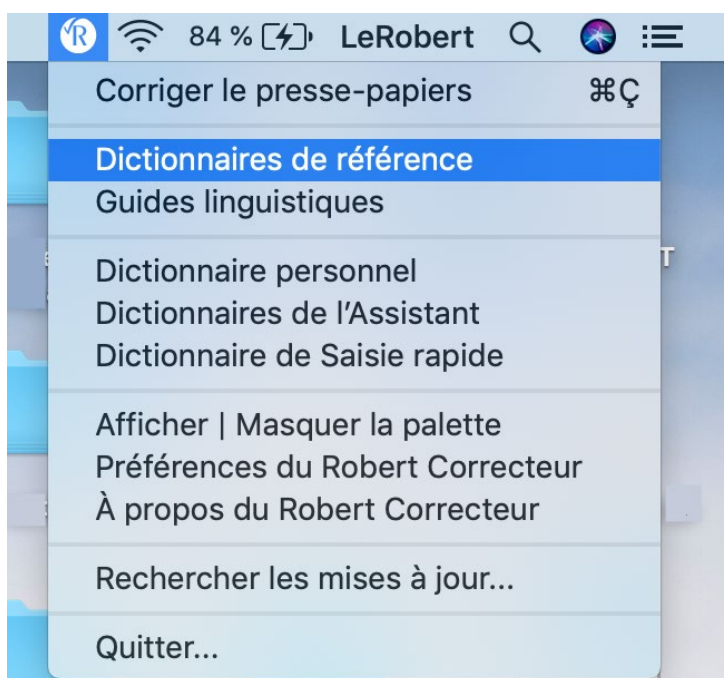 R 84 % LeRobert
Corriger le presse-papiers ⌘Ç
Dictionnaires de référence
Guides linguistiques
T
Dictionnaire personnel
Dictionnaires de l’Assistant
Dictionnaire de Saisie rapide
Afficher | Masquer la palette
Préférences du Robert Correcteur
À propos du Robert Correcteur
Rechercher les mises à jour...
Quitter...